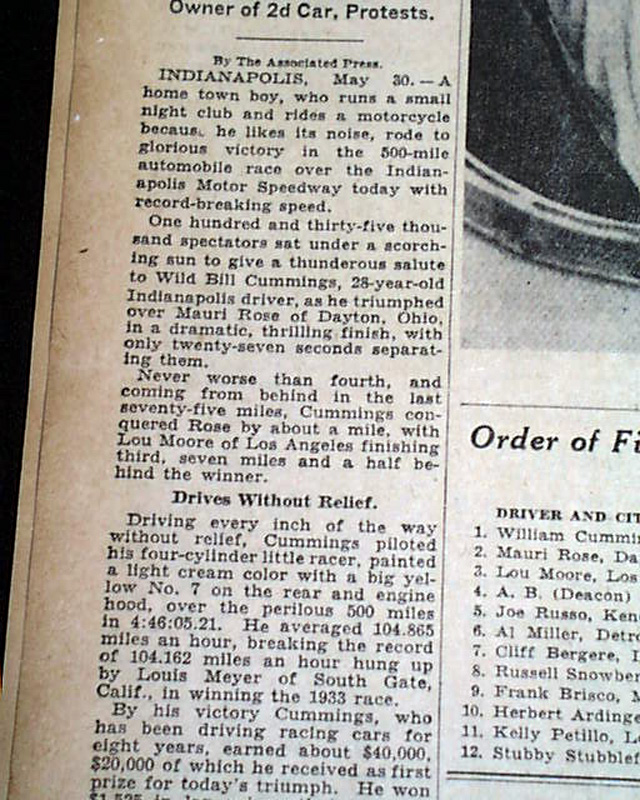 Owner of 2d Car, Protests.
By The Associated Press.
INDIANAPOLIS, May 30.—A
home town boy, who runs a small
night club and rides a motorcycle
becaus. he likes its noise, rode to
glorious victory in the 500-mile
automobile race over the Indian-
apolis Motor Speedway today with
record-breaking speed.
One hundred and thirty-five thou-
sand spectators sat under a scorch-
ing sun to give a thunderous salute
to Wild Bill Cummings, 28-year-old
Indianapolis driver, as he triumphed
over Mauri Rose of Dayton, Ohio,
in a dramatic, thrilling finish, with
only twenty-seven seconds separat-
ing them.
Never worse than fourth, and
coming from behind in the last
seventy-five miles, Cummings con-
quered Rose by about a mile, with
Lou Moore of Los Angeles finishing
third, seven miles and a half be-
hind the winner.
Drives Without Relief.
Driving every inch of the way
without relief, Cummings piloted
his four-cylinder little racer, painted
a light cream color with a big yel-
low No. 7 on the rear and engine
hood, over the perilous 500 miles
in 4:46:05.21. He averaged 104.865
miles an hour, breaking the record
of 104.162 miles an hour hung up
by Louis Meyer of South Gate,
Calif., in winning the 1933 race.
By his victory Cummings, who
has been driving racing cars for
eight years, earned about $40,000,
$20,000 of which he received as first
prize for today's triumph. He won
Order of Fi
DRIVER AND CIT
1. William Cummi
2. Mauri Rose, Da
3. Lou Moore, Los
4. A. B. (Deacon)
5. Joe Russo, Ken
6. Al Miller, Detr
7. Cliff Bergere, 
8. Russell Snowber
9. Frank Brisco, 
10. Herbert Ardinge
11. Kelly Petillo, L
12. Stubby Stubblef